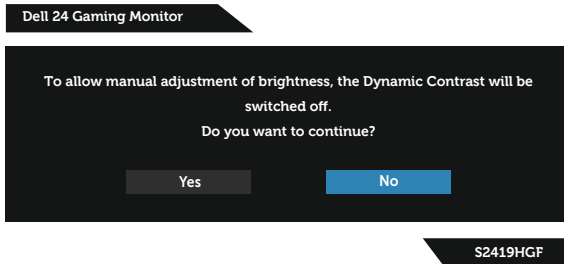 Dell 24 Gaming Monitor
To allow manual adjustment of brightness, the Dynamic Contrast will be
switched off.
Do you want to continue?
Yes
No
S2419HGF